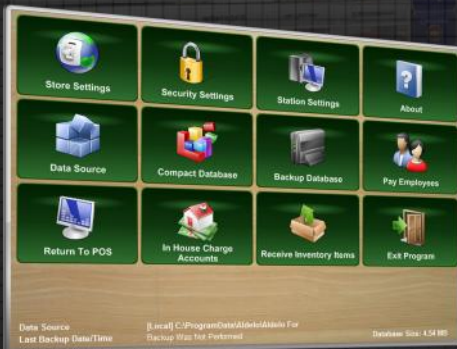 Store Settings
Security Settings
Station Settings
About
Data Source
Compact Database
Backup Database
Pay Employees
Return To POS
In House Charge
Accounts
Receive Inventory Items
Exit Program
Data Source
[Local] C:\ProgramData\Aldelo\Aldelo For
Last Backup Date/Time
Backup Was Not Performed
Database Size: 4.54 MB